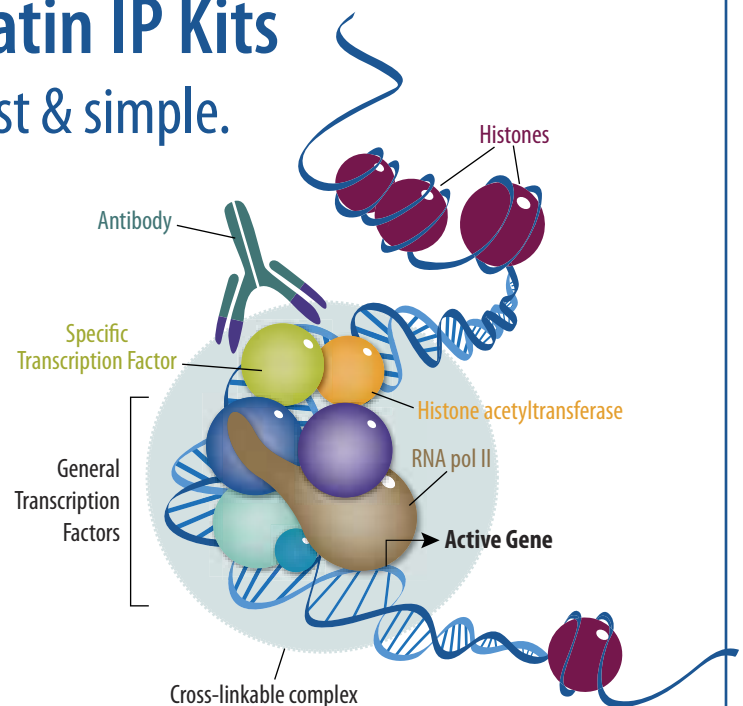 atin IP Kits
st & simple.
Histones
Antibody
Specific
Transcription Factor
Histone acetyltransferase
RNA pol II
General
Transcription
Factors
Active Gene
Cross-linkable complex